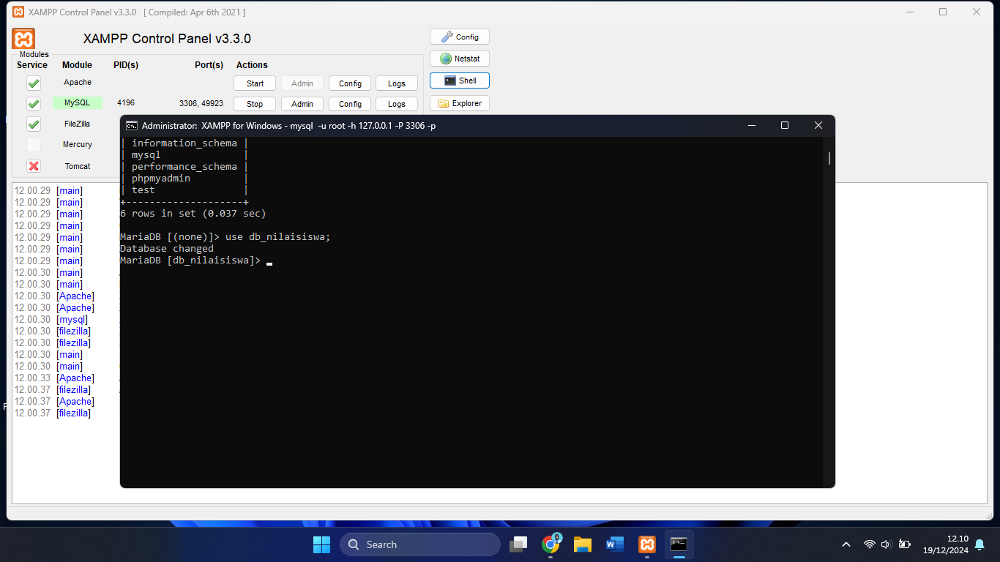 XAMPP Control Panel v3.3.0 [ Compiled: Apr 6th 2021 ]
XAMPP Control Panel v3.3.0
Config
Modules
Service Module PID(s) Port(s) Actions
Netstat
Apache Start Admin Config Logs
Shell
MySQL 4196 3306, 49923 Stop Admin Config Logs
Explorer
FileZilla
Mercury
Tomcat
Administrator: XAMPP for Windows - mysql -u root -h 127.0.0.1 -P 3306 -p
| information_schema |
| mysql |
| performance_schema |
| phpmyadmin |
| test |
+--------------------+
6 rows in set (0.037 sec)
MariaDB [(none)]> use db_nilaisiswa;
Database changed
MariaDB [db_nilaisiswa]>
12.00.29 [main]
12.00.29 [main]
12.00.29 [main]
12.00.29 [main]
12.00.29 [main]
12.00.29 [main]
12.00.29 [main]
12.00.30 [main]
12.00.30 [main]
12.00.30 [Apache]
12.00.30 [Apache]
12.00.30 [mysql]
12.00.30 [filezilla]
12.00.30 [filezilla]
12.00.30 [main]
12.00.30 [main]
12.00.33 [Apache]
12.00.37 [filezilla]
12.00.37 [Apache]
12.00.37 [filezilla]
Search
12.10
19/12/2024